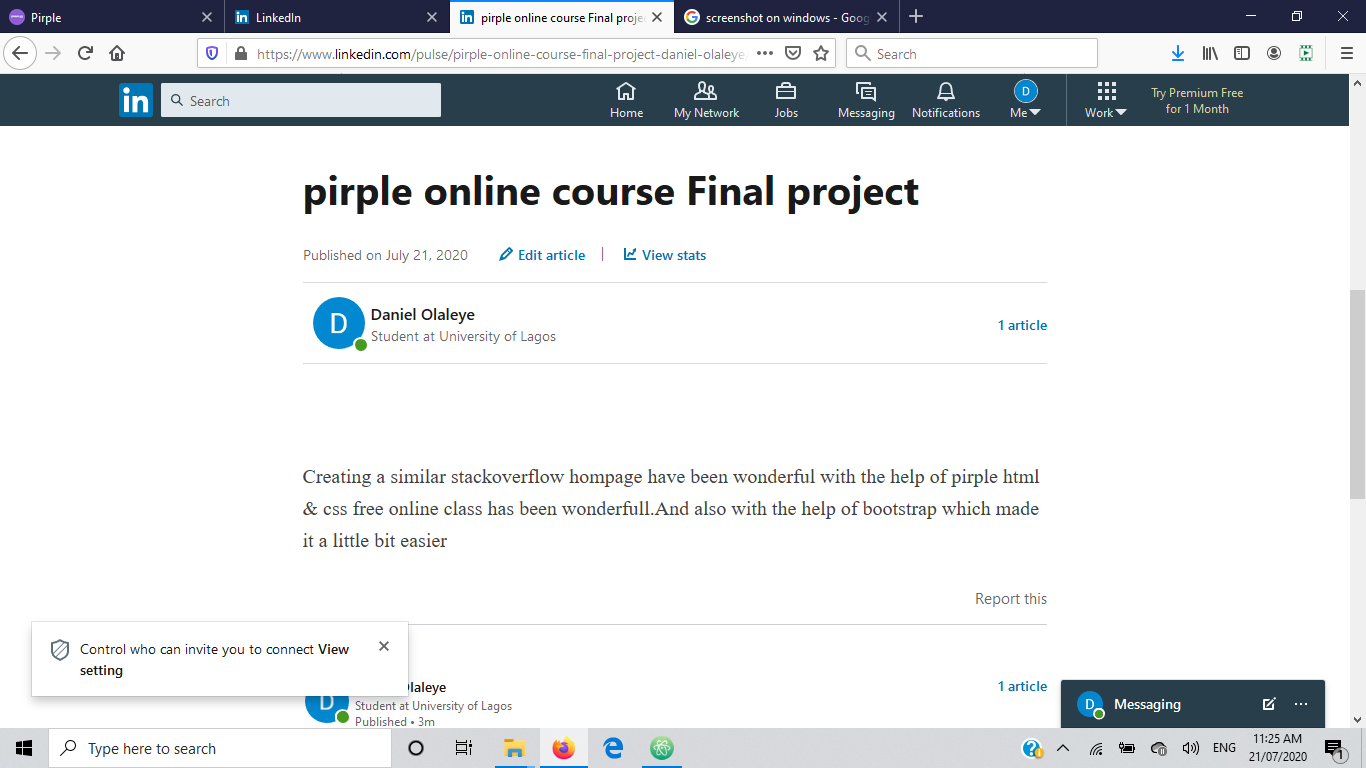 Pirple
LinkedIn
pirple online course Final proje
screenshot on windows - Goog
https://www.linkedin.com/pulse/pirple-online-course-final-project-daniel-olaleye
Search
in
Search
Home
My Network
Jobs
Messaging
Notifications
D
Me
Work
Try Premium Free
for 1 Month
pirple online course Final project
Published on July 21, 2020
Edit article
View stats
D
Daniel Olaleye
Student at University of Lagos
1 article
Creating a similar stackoverflow hompage have been wonderful with the help of pirple html
& css free online class has been wonderfull.And also with the help of bootstrap which made
it a little bit easier
Report this
Control who can invite you to connect View
setting
laleye
Student at University of Lagos
Published • 3m
1 article
D
Messaging
Type here to search
ENG
11:25 AM
21/07/2020
1